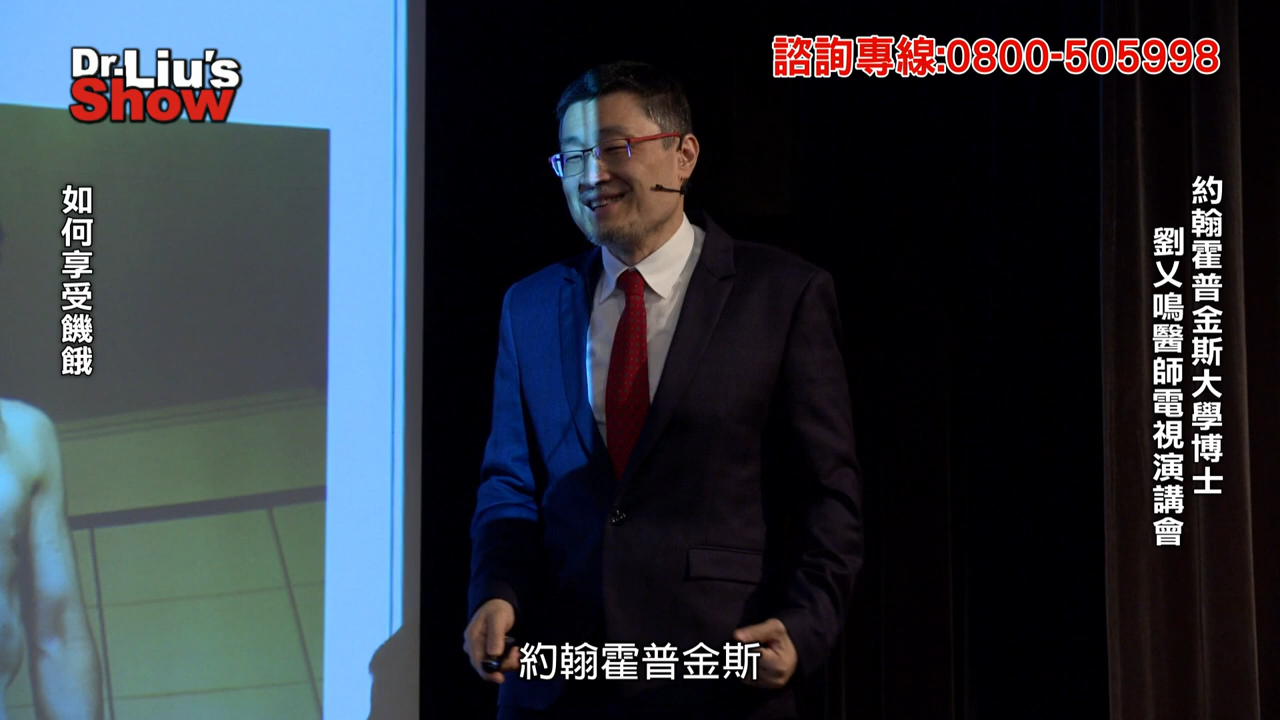 Dr.Liu's
Show
諮詢專線:0800-505998
如何享受饑餓
約翰霍普金斯大學博士
劉乂鳴醫師電視演講會
約翰霍普金斯